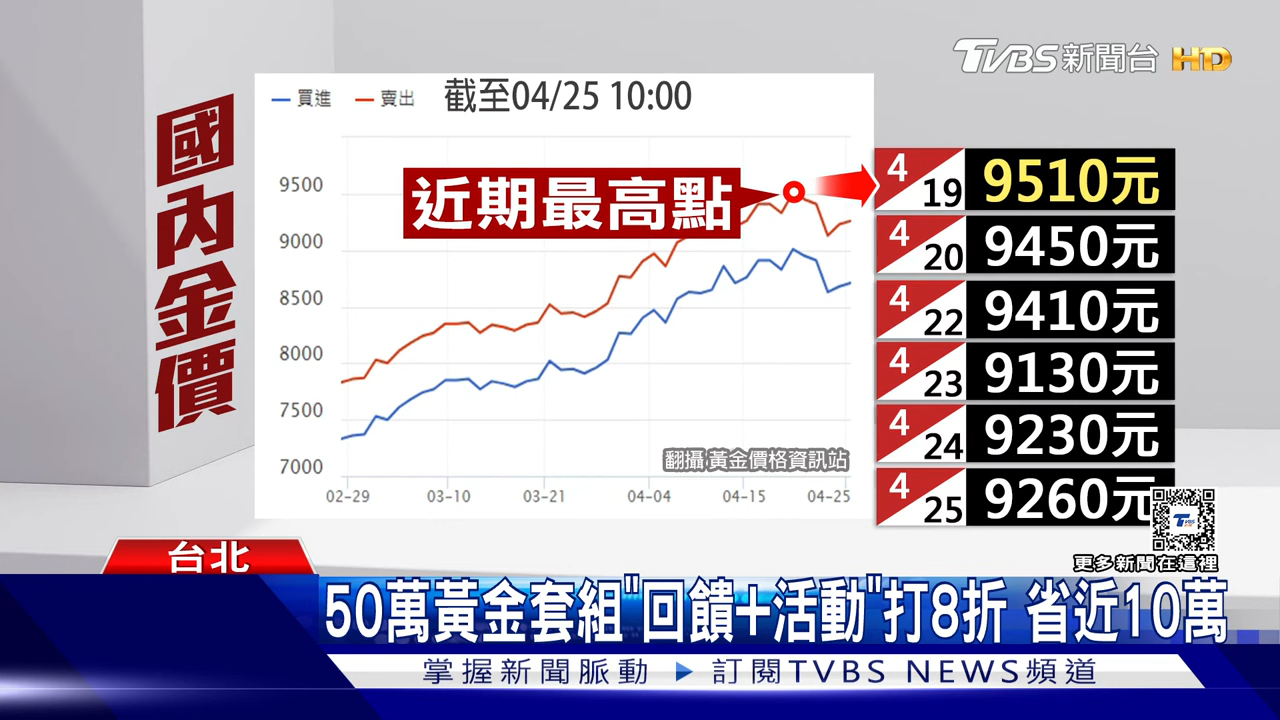 TVBS新聞台 HD
國內金價
買進 賣出
截至04/25 10:00
近期最高點
9500
9000
8500
8000
7500
7000
02-29 03-10 03-21 04-04 04-15 04-25
翻攝 黃金價格資訊站
4/19 9510元
4/20 9450元
4/22 9410元
4/23 9130元
4/24 9230元
4/25 9260元
TVBS
更多新聞在這裡
台北
50萬黃金套組"回饋+活動"打8折 省近10萬
掌握新聞脈動 訂閱TVBS NEWS頻道